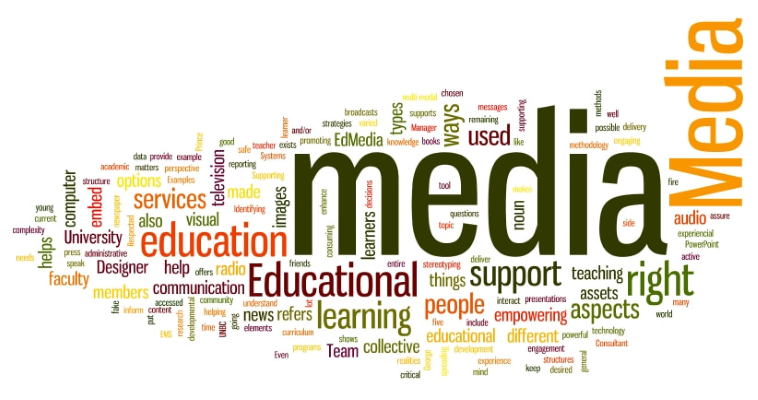 Media
media
multi-modal
chosen
broadcasts
types
supports
ways
messages
supporting
methods
well
strategies
varied
Manager
remaining
possible
delivery
learner
and/or
promoting
EdMedia
knowledge
books
used
like
methodology
engaging
Prince
good
safe
teacher
exists
data
provide
example
television
reporting
Systems
academic
matters
perspective
Supporting
computer
structure
Examples
options
made
images
enhance
decisions
tool
makes
fire
young
embed
newspaper
services
Identifying
learners
questions
noun
side
audio
assure
current
Respected
also
visual
topic
experiential
complexity
helps
University
education
consuming
PowerPoint
needs
speak
press
administrative
friends
entire
stereotyping
deliver
active
Designer
help
offers
radio
Educational
things
support
teaching
right
faculty
members
communication
assets
many
fake
inform
put
accessed
content
community
understand
lot
people
interact
presentations
aspects
world
EMS
research
developmental
helping
time
UNBC
going
news
refers
learning
five
include
empowering
elements
curriculum
educational
different
powerful
technology
Consultant
programs
shows
Even
Team
collective
realities
George
spreading
development
engagement
experience
structures
general
critical
mind
keep
desired